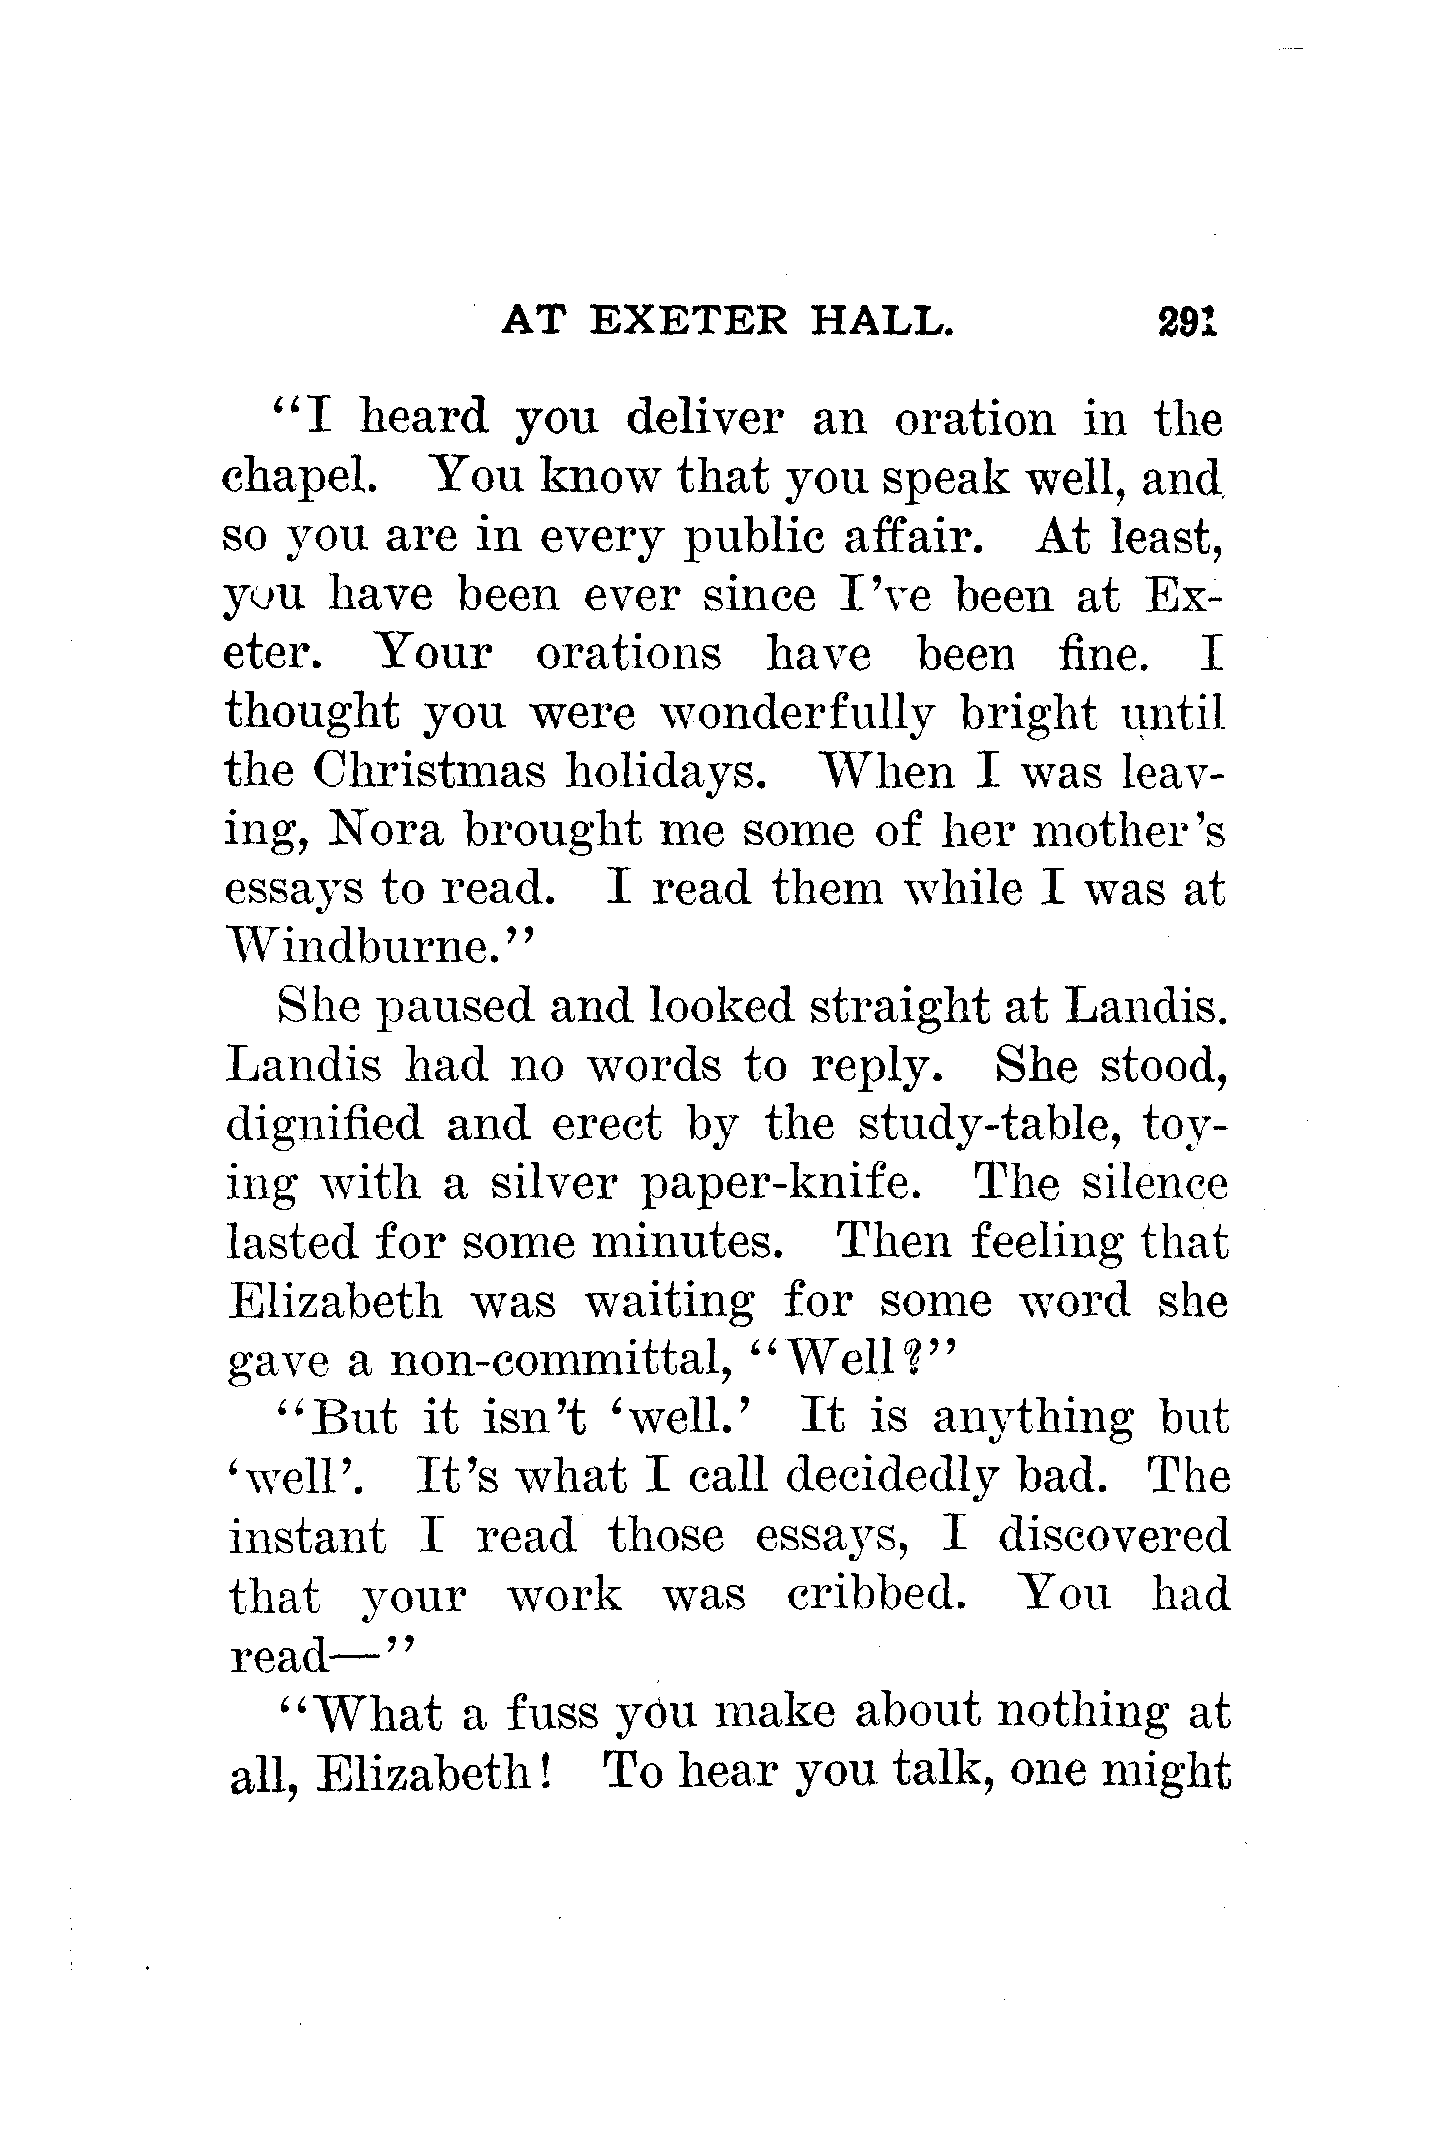 AT EXETER HALL. 291
“I heard you deliver an oration in the
chapel. You know that you speak well, and
so you are in every public affair. At least,
you have been ever since I’ve been at Ex-
eter. Your orations have been fine. I
thought you were wonderfully bright until
the Christmas holidays. When I was leav-
ing, Nora brought me some of her mother’s
essays to read. I read them while I was at
Windburne.”
She paused and looked straight at Landis.
Landis had no words to reply. She stood,
dignified and erect by the study-table, toy-
ing with a silver paper-knife. The silence
lasted for some minutes. Then feeling that
Elizabeth was waiting for some word she
gave a non-committal, “Well?”
“But it isn’t ‘well.’ It is anything but
‘well’. It’s what I call decidedly bad. The
instant I read those essays, I discovered
that your work was cribbed. You had
read—”
“What a fuss you make about nothing at
all, Elizabeth! To hear you talk, one might